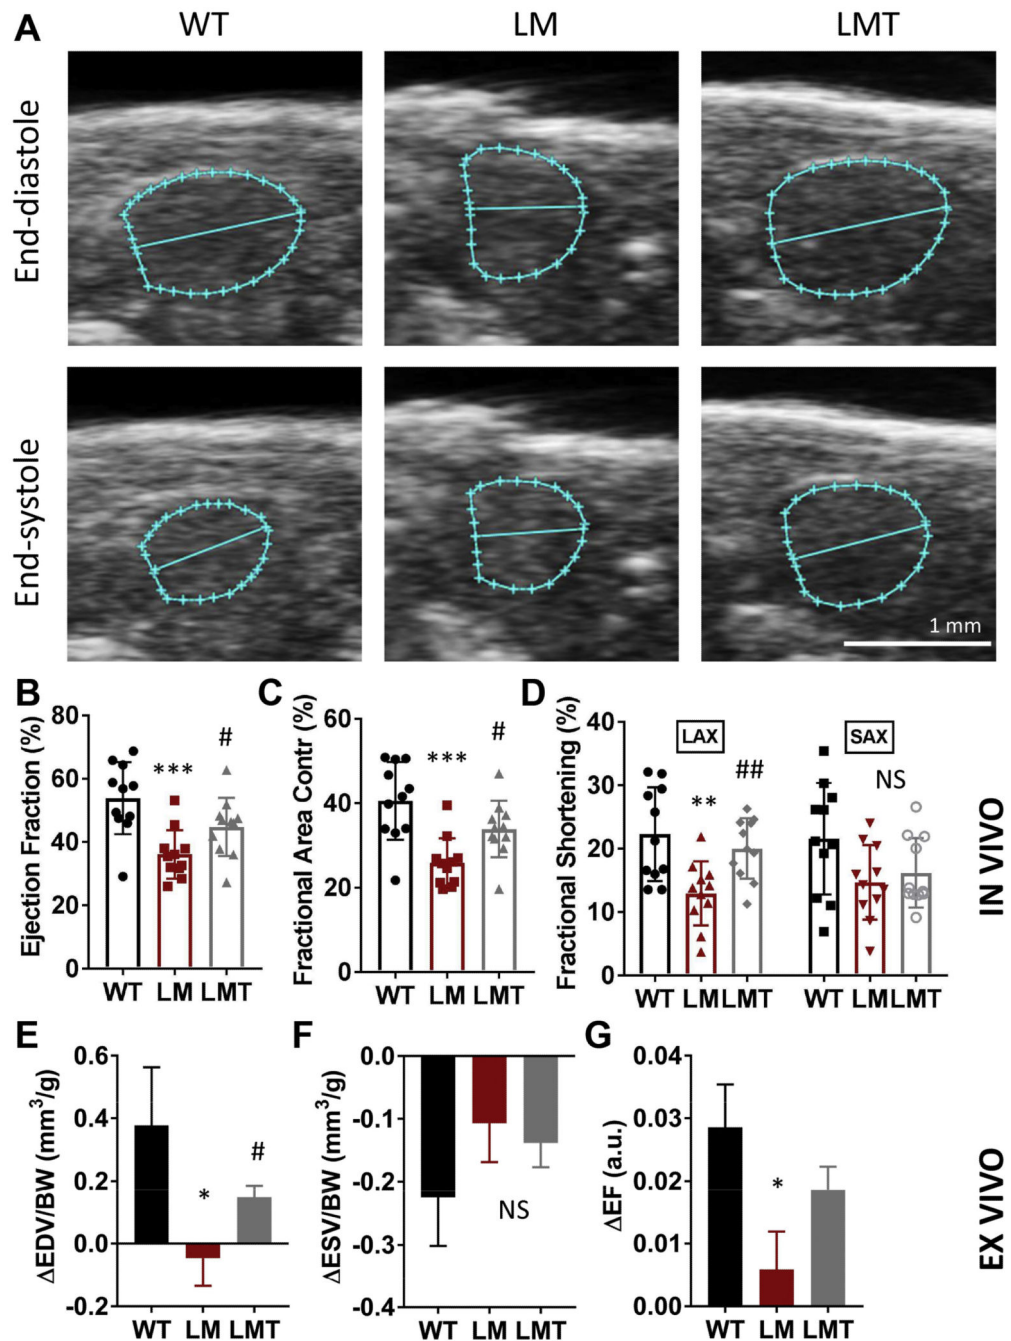 A
WT LM LMT
End-diastole
End-systole
1 mm
B
Ejection Fraction (%)
80
60
40
20
0
***
#
WT LM LMT
C
Fractional Area Contr (%)
60
40
20
0
***
#
WT LM LMT
D
Fractional Shortening (%)
40
30
20
10
0
LAX
SAX
**
##
NS
WT LM LMT WT LM LMT
IN VIVO
E
ΔEDV/BW (mm³/g)
0.6
0.4
0.2
0.0
-0.2
*
#
WT LM LMT
F
ΔESV/BW (mm³/g)
0.0
-0.1
-0.2
-0.3
-0.4
NS
WT LM LMT
G
ΔEF (a.u.)
0.04
0.03
0.02
0.01
0.00
*
WT LM LMT
EX VIVO